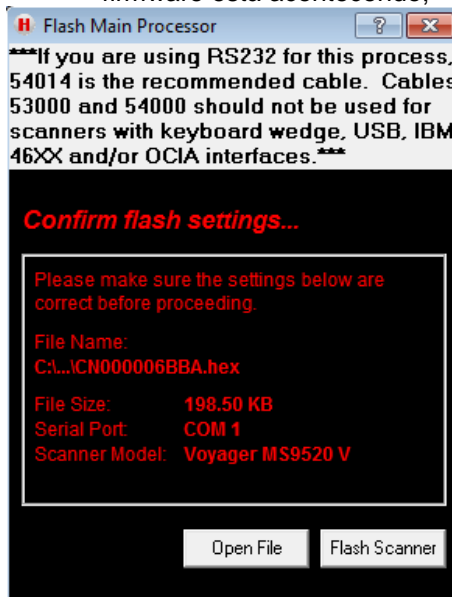 firmware está acontecendo,
Flash Main Processor
***If you are using RS232 for this process,
54014 is the recommended cable. Cables
53000 and 54000 should not be used for
scanners with keyboard wedge, USB, IBM
46XX and/or OCIA interfaces.***
Confirm flash settings...
Please make sure the settings below are
correct before proceeding.
File Name:
C:\...\CN000006BBA.hex
File Size: 198.50 KB
Serial Port: COM 1
Scanner Model: Voyager MS9520 V
Open File Flash Scanner